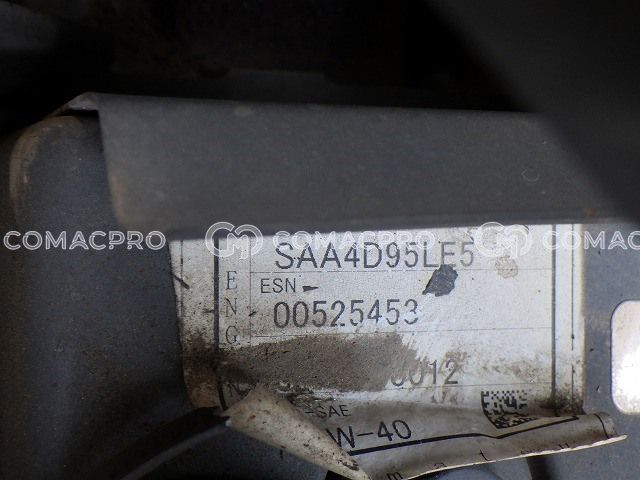 SAA4D95LE5
ESN
ENG
00525453
0012
SAE
W-40
COMACPRO COMACPRO COMACPRO